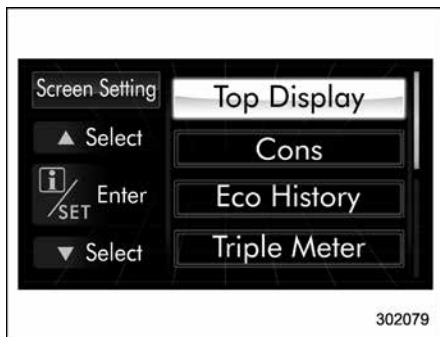 Screen Setting
▲ Select
i/SET Enter
▼ Select
Top Display
Cons
Eco History
Triple Meter
302079